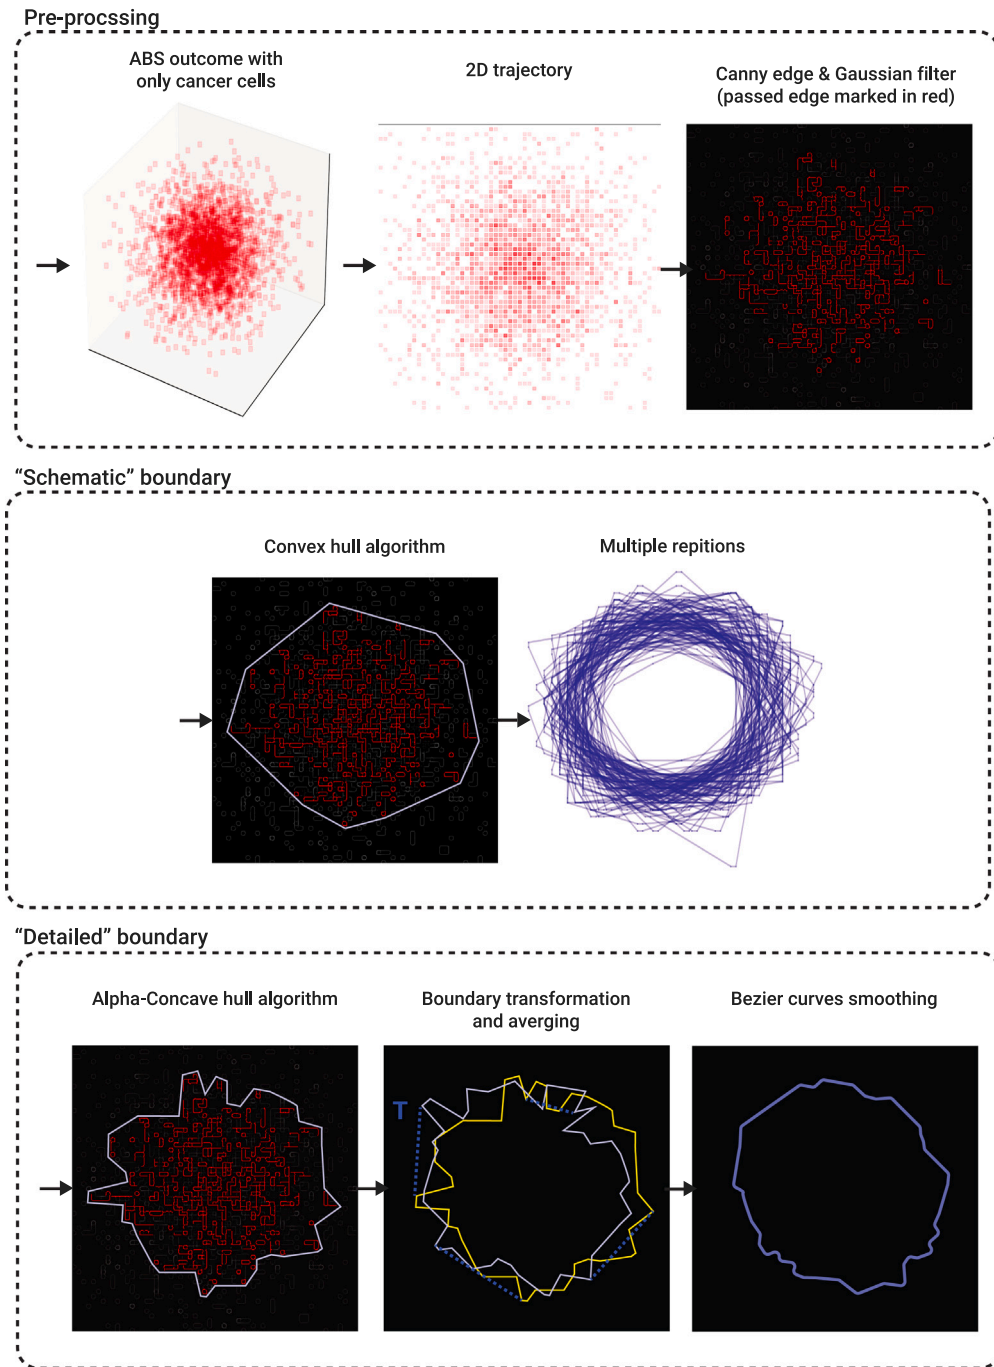 Pre-procssing
ABS outcome with
only cancer cells
2D trajectory
Canny edge & Gaussian filter
(passed edge marked in red)
“Schematic” boundary
Convex hull algorithm
Multiple repitions
“Detailed” boundary
Alpha-Concave hull algorithm
Boundary transformation
and averging
Bezier curves smoothing
T